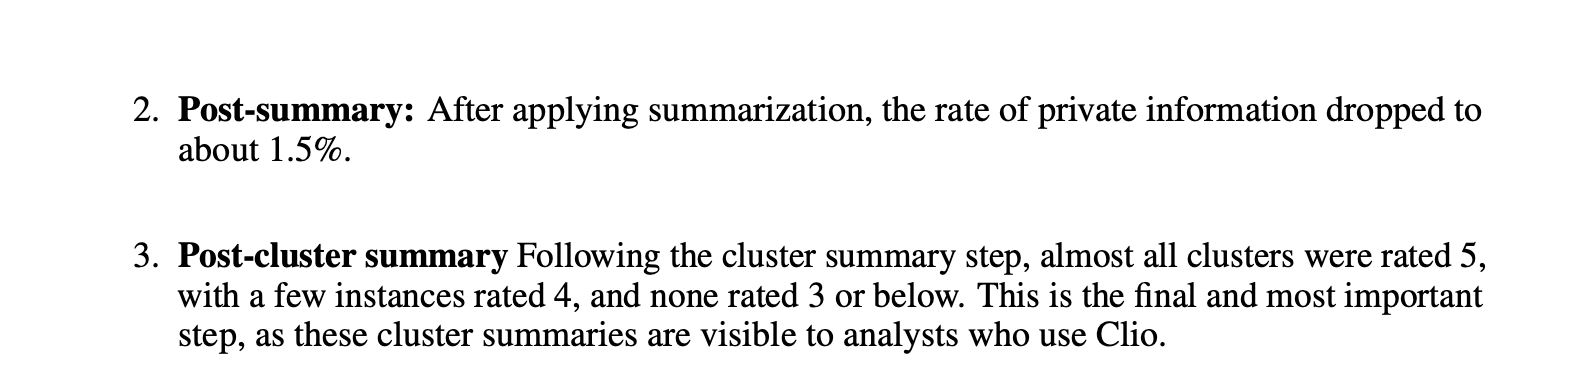 2. Post-summary: After applying summarization, the rate of private information dropped to
about 1.5%.
3. Post-cluster summary Following the cluster summary step, almost all clusters were rated 5,
with a few instances rated 4, and none rated 3 or below. This is the final and most important
step, as these cluster summaries are visible to analysts who use Clio.